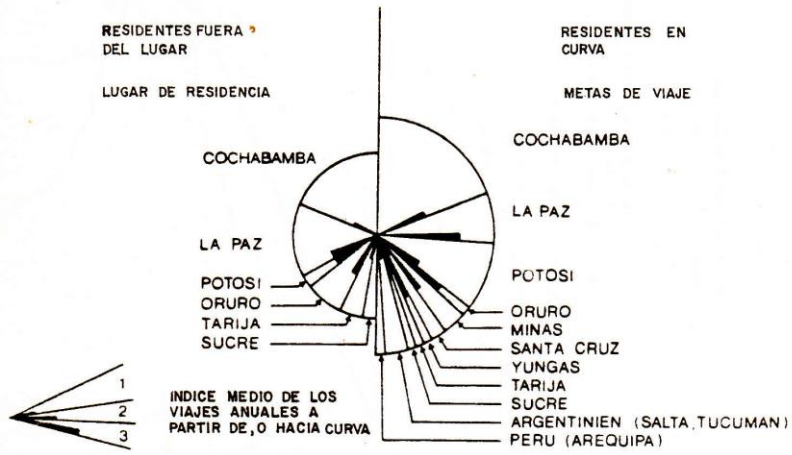 RESIDENTES FUERA
DEL LUGAR
LUGAR DE RESIDENCIA
COCHABAMBA
LA PAZ
POTOSI
ORURO
TARIJA
SUCRE
RESIDENTES EN
CURVA
METAS DE VIAJE
COCHABAMBA
LA PAZ
POTOSI
ORURO
MINAS
SANTA CRUZ
YUNGAS
TARIJA
SUCRE
ARGENTINIEN (SALTA, TUCUMAN)
PERU (AREQUIPA)
1
2
3
INDICE MEDIO DE LOS
VIAJES ANUALES A
PARTIR DE, O HACIA CURVA